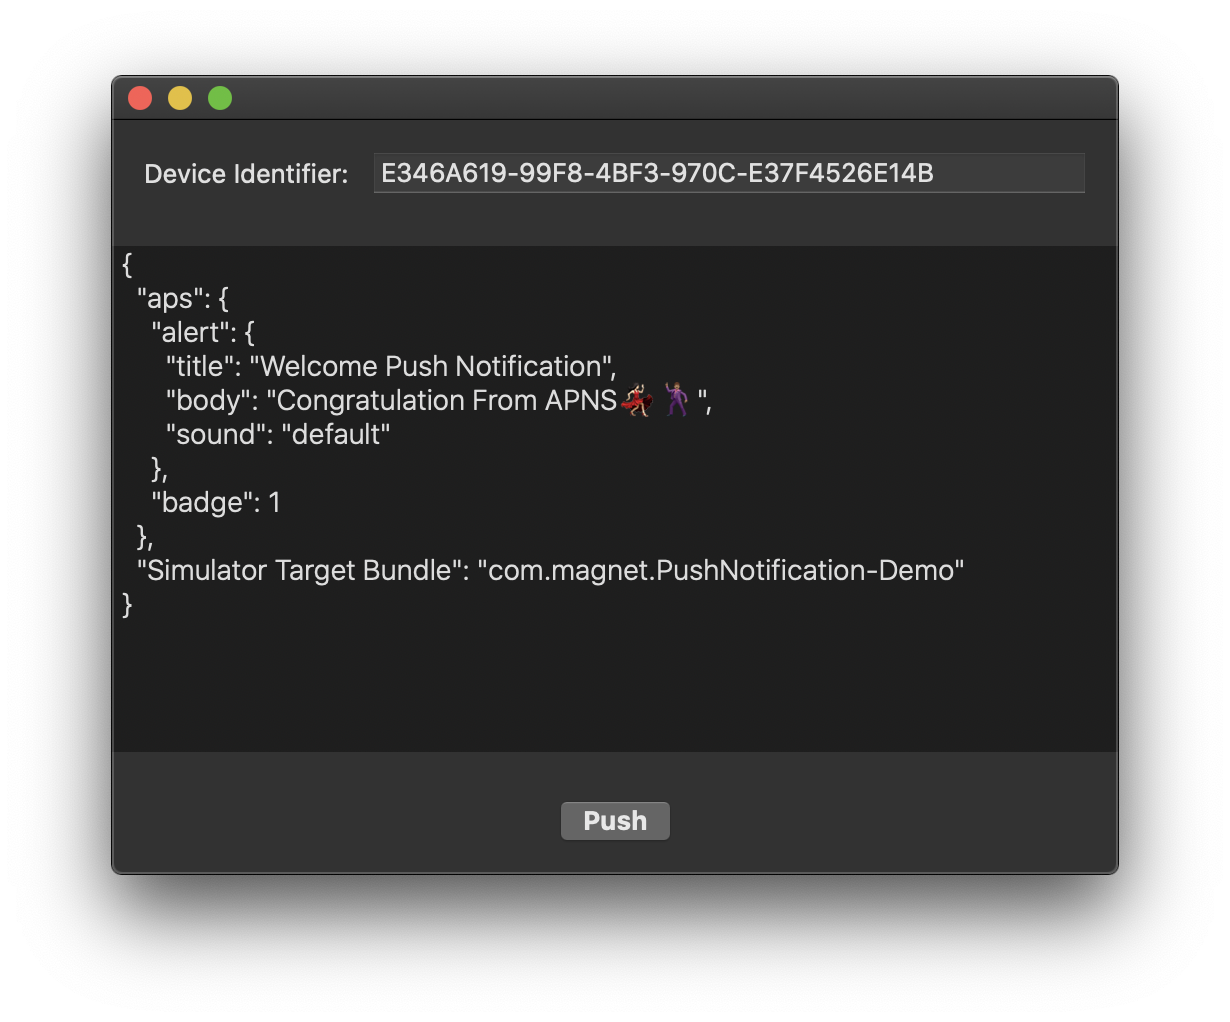 Device Identifier: E346A619-99F8-4BF3-970C-E37F4526E14B
{
  "aps": {
    "alert": {
      "title": "Welcome Push Notification",
      "body": "Congratulation From APNS💃🏻🕺🏽 ",
      "sound": "default"
    },
    "badge": 1
  },
  "Simulator Target Bundle": "com.magnet.PushNotification-Demo"
}
Push